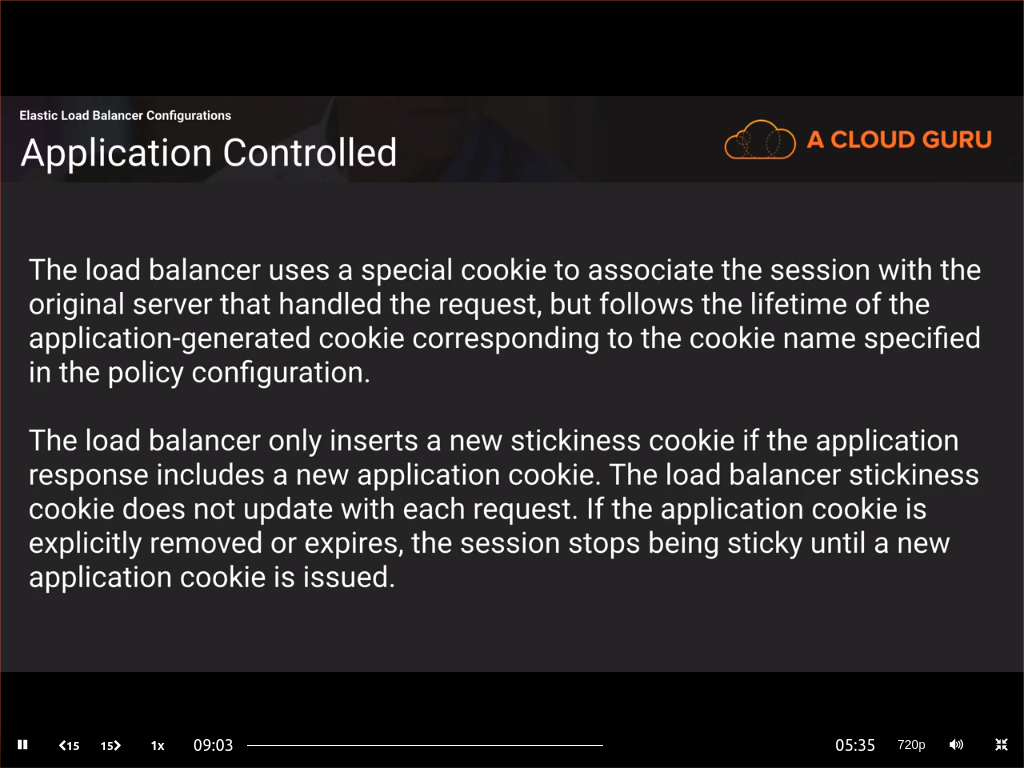 Elastic Load Balancer Configurations
Application Controlled
A CLOUD GURU
The load balancer uses a special cookie to associate the session with the
original server that handled the request, but follows the lifetime of the
application-generated cookie corresponding to the cookie name specified
in the policy configuration.
The load balancer only inserts a new stickiness cookie if the application
response includes a new application cookie. The load balancer stickiness
cookie does not update with each request. If the application cookie is
explicitly removed or expires, the session stops being sticky until a new
application cookie is issued.
15 15 1x 09:03 05:35 720p